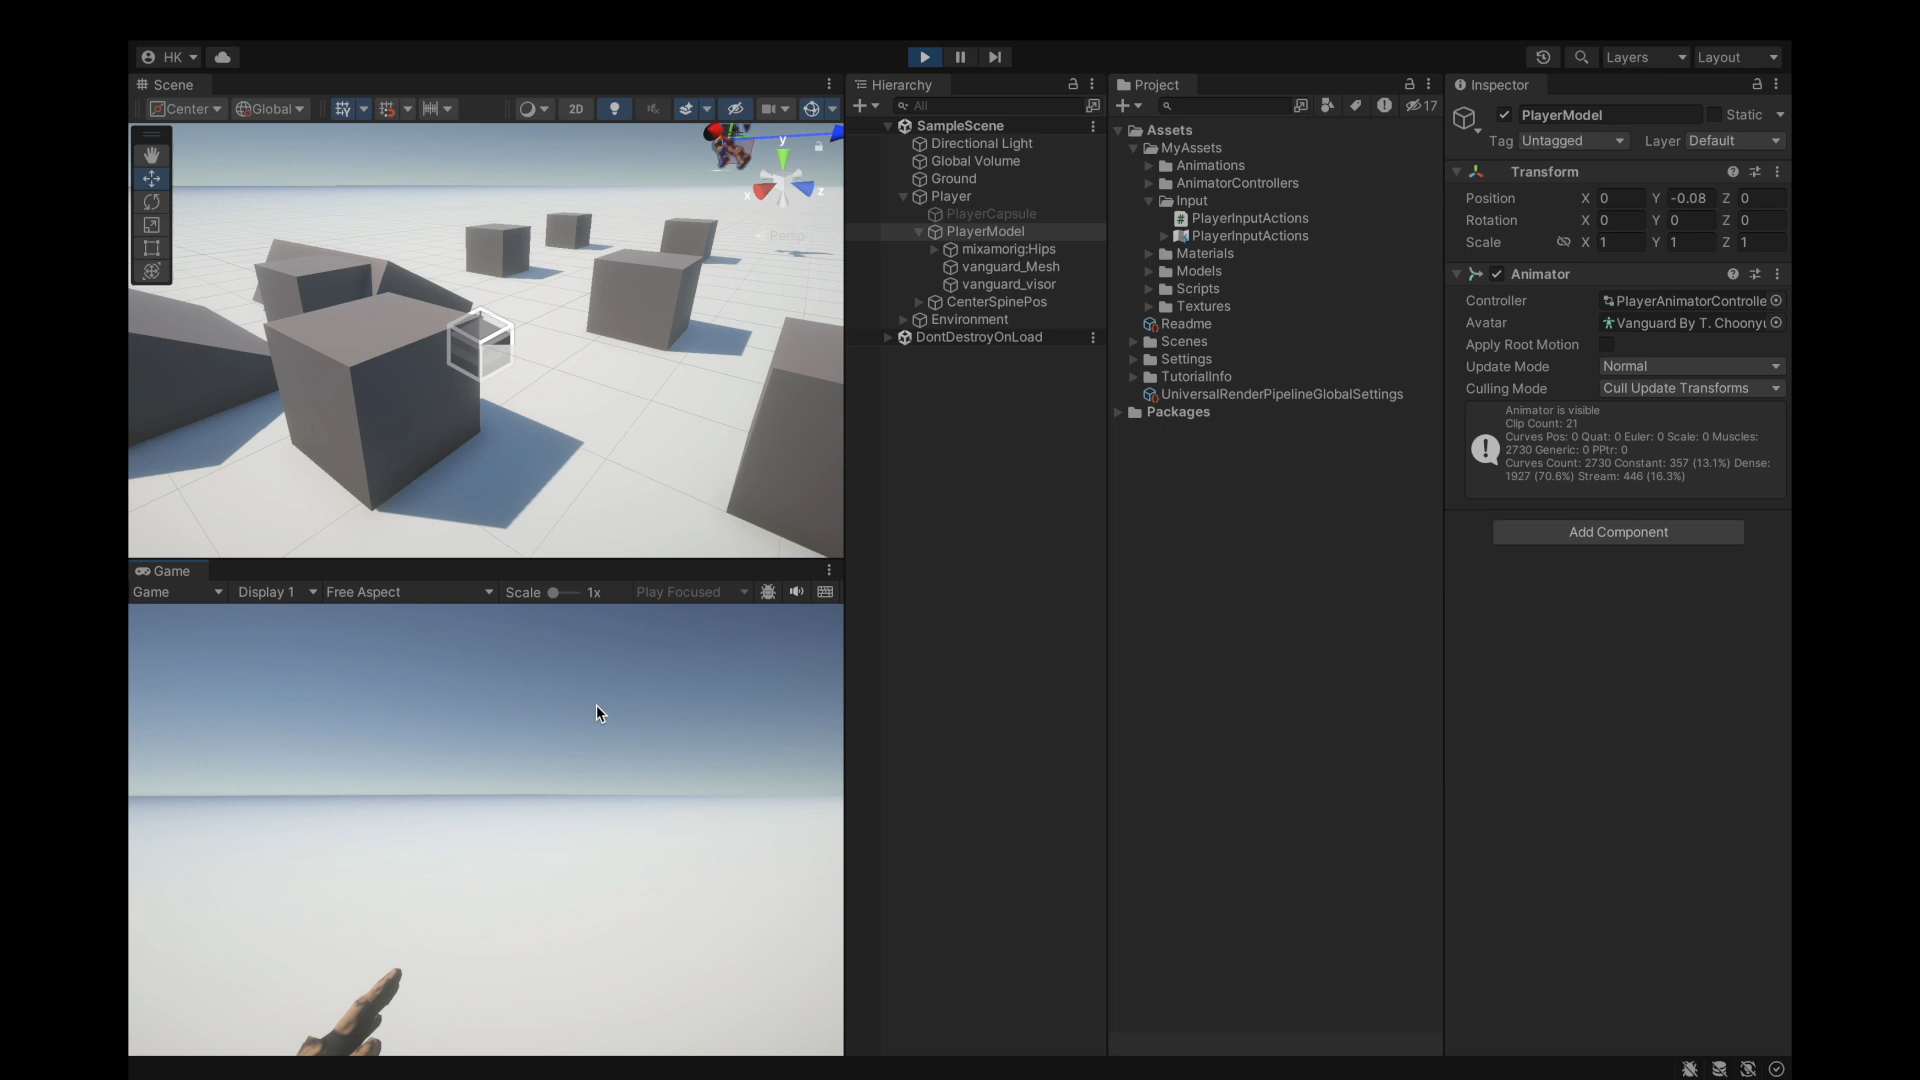 HK
Layers
Layout
Scene
Center
Global
2D
y
x
z
Persp
Game
Game
Display 1
Free Aspect
Scale
1x
Play Focused
Hierarchy
All
SampleScene
Directional Light
Global Volume
Ground
Player
PlayerCapsule
PlayerModel
mixamorig:Hips
vanguard_Mesh
vanguard_visor
CenterSpinePos
Environment
DontDestroyOnLoad
Project
17
Assets
MyAssets
Animations
AnimatorControllers
Input
PlayerInputActions
PlayerInputActions
Materials
Models
Scripts
Textures
Readme
Scenes
Settings
TutorialInfo
UniversalRenderPipelineGlobalSettings
Packages
Inspector
PlayerModel
Static
Tag Untagged Layer Default
Transform
Position X 0 Y -0.08 Z 0
Rotation X 0 Y 0 Z 0
Scale X 1 Y 1 Z 1
Animator
Controller PlayerAnimatorControlle
Avatar Vanguard By T. Choonyu
Apply Root Motion
Update Mode Normal
Culling Mode Cull Update Transforms
Animator is visible
Clip Count: 21
Curves Pos: 0 Quat: 0 Euler: 0 Scale: 0 Muscles:
2730 Generic: 0 PPtr: 0
Curves Count: 2730 Constant: 357 (13.1%) Dense:
1927 (70.6%) Stream: 446 (16.3%)
Add Component